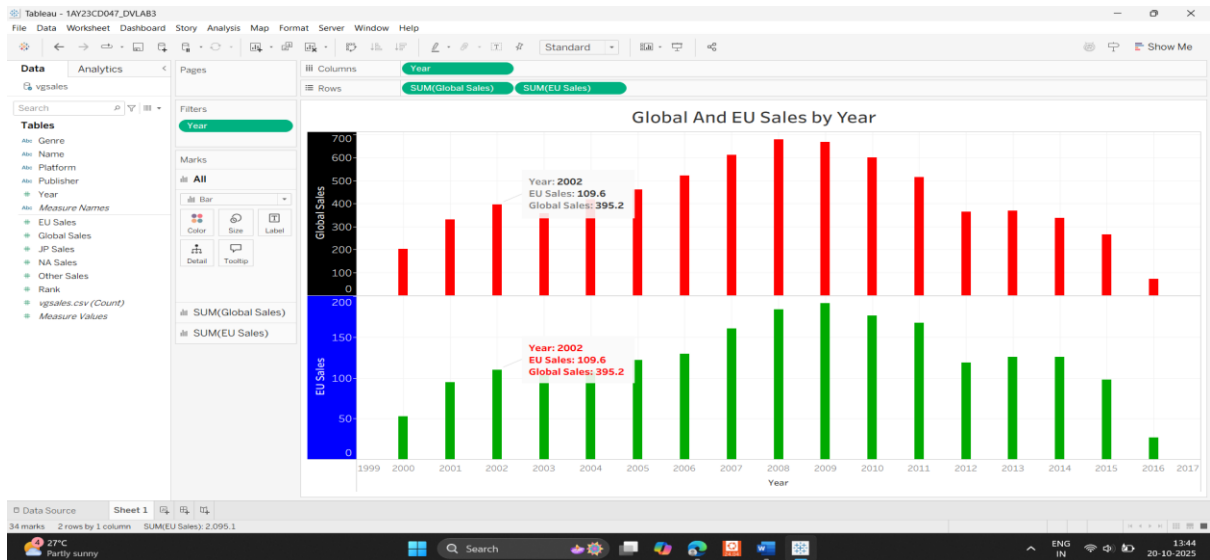 Tableau - 1AY23CD047_DVLAB3
File Data Worksheet Dashboard Story Analysis Map Format Server Window Help
Standard
Show Me
Data Analytics
vgsales
Search
Tables
Abc Genre
Abc Name
Abc Platform
Abc Publisher
# Year
Abc Measure Names
# EU Sales
# Global Sales
# JP Sales
# NA Sales
# Other Sales
# Rank
# vgsales.csv (Count)
# Measure Values
Pages
Filters
Year
Marks
All
Bar
Color Size Label
Detail Tooltip
SUM(Global Sales)
SUM(EU Sales)
Columns Year
Rows SUM(Global Sales) SUM(EU Sales)
Global And EU Sales by Year
Global Sales
700
600
500
400
300
200
100
0
Year: 2002
EU Sales: 109.6
Global Sales: 395.2
EU Sales
200
150
100
50
0
Year: 2002
EU Sales: 109.6
Global Sales: 395.2
1999 2000 2001 2002 2003 2004 2005 2006 2007 2008 2009 2010 2011 2012 2013 2014 2015 2016 2017
Year
Data Source Sheet 1
34 marks 2 rows by 1 column SUM(EU Sales): 2,095.1
4 27°C
Partly sunny
Search
ENG
IN
13:44
20-10-2025